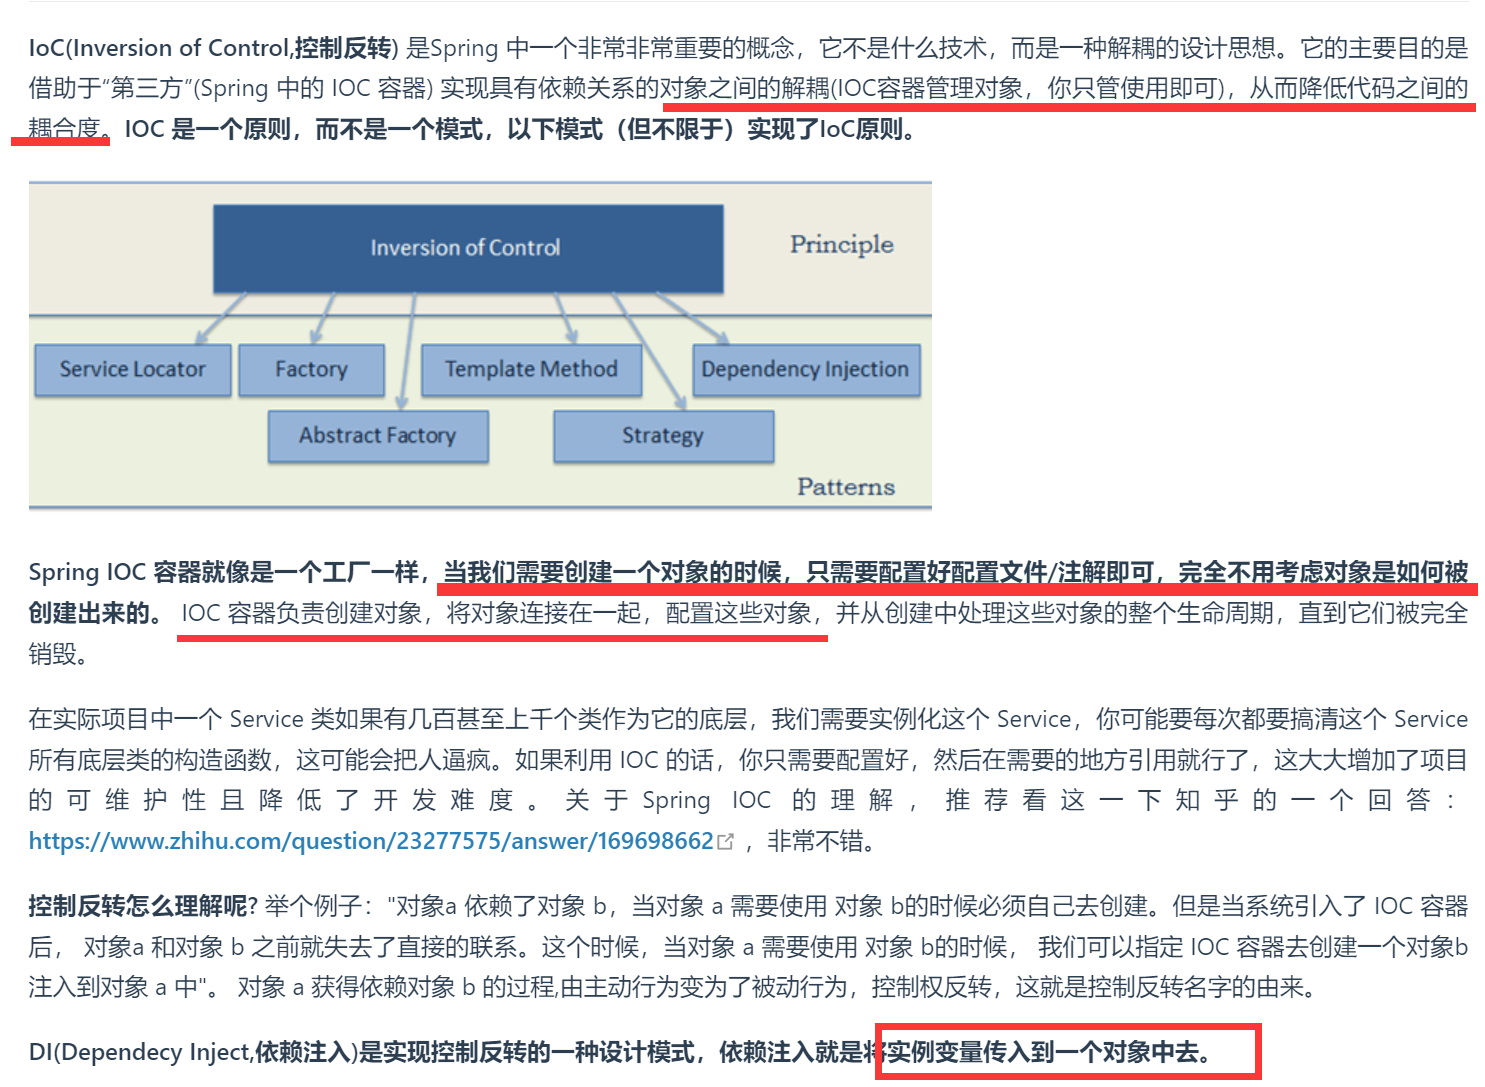 IoC(Inversion of Control,控制反转) 是Spring 中一个非常非常重要的概念，它不是什么技术，而是一种解耦的设计思想。它的主要目的是
借助于“第三方”(Spring 中的 IOC 容器) 实现具有依赖关系的对象之间的解耦(IOC容器管理对象，你只管使用即可)，从而降低代码之间的
耦合度。IOC 是一个原则，而不是一个模式，以下模式（但不限于）实现了IoC原则。
Inversion of Control
Principle
Service Locator
Factory
Template Method
Dependency Injection
Abstract Factory
Strategy
Patterns
Spring IOC 容器就像是一个工厂一样，当我们需要创建一个对象的时候，只需要配置好配置文件/注解即可，完全不用考虑对象是如何被
创建出来的。 IOC 容器负责创建对象，将对象连接在一起，配置这些对象，并从创建中处理这些对象的整个生命周期，直到它们被完全
销毁。
在实际项目中一个 Service 类如果有几百甚至上千个类作为它的底层，我们需要实例化这个 Service，你可能要每次都要搞清这个 Service
所有底层类的构造函数，这可能会把人逼疯。如果利用 IOC 的话，你只需要配置好，然后在需要的地方引用就行了，这大大增加了项目
的可维护性且降低了开发难度。关于Spring IOC 的理解，推荐看这一下知乎的一个回答：
https://www.zhihu.com/question/23277575/answer/169698662 ，非常不错。
控制反转怎么理解呢? 举个例子："对象a 依赖了对象 b，当对象 a 需要使用 对象 b的时候必须自己去创建。但是当系统引入了 IOC 容器
后， 对象a 和对象 b 之前就失去了直接的联系。这个时候，当对象 a 需要使用 对象 b的时候， 我们可以指定 IOC 容器去创建一个对象b
注入到对象 a 中"。 对象 a 获得依赖对象 b 的过程,由主动行为变为了被动行为，控制权反转，这就是控制反转名字的由来。
DI(Dependecy Inject,依赖注入)是实现控制反转的一种设计模式，依赖注入就是将实例变量传入到一个对象中去。